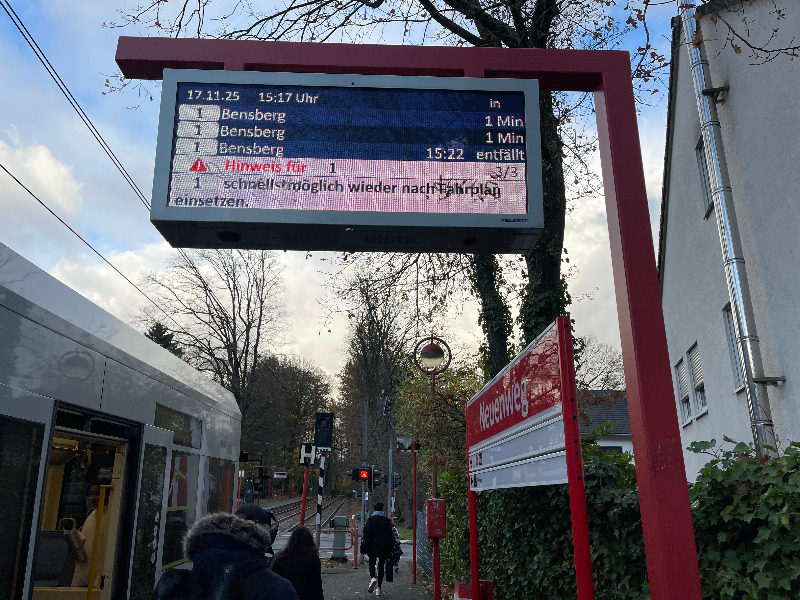 17.11.25 15:17 Uhr in
1 Bensberg 1 Min
1 Bensberg 1 Min
1 Bensberg 15:22 entfällt
Hinweis für 1 3/3
1 schnellstmöglich wieder nach Fahrplan
einsetzen.
H
Neuenweg